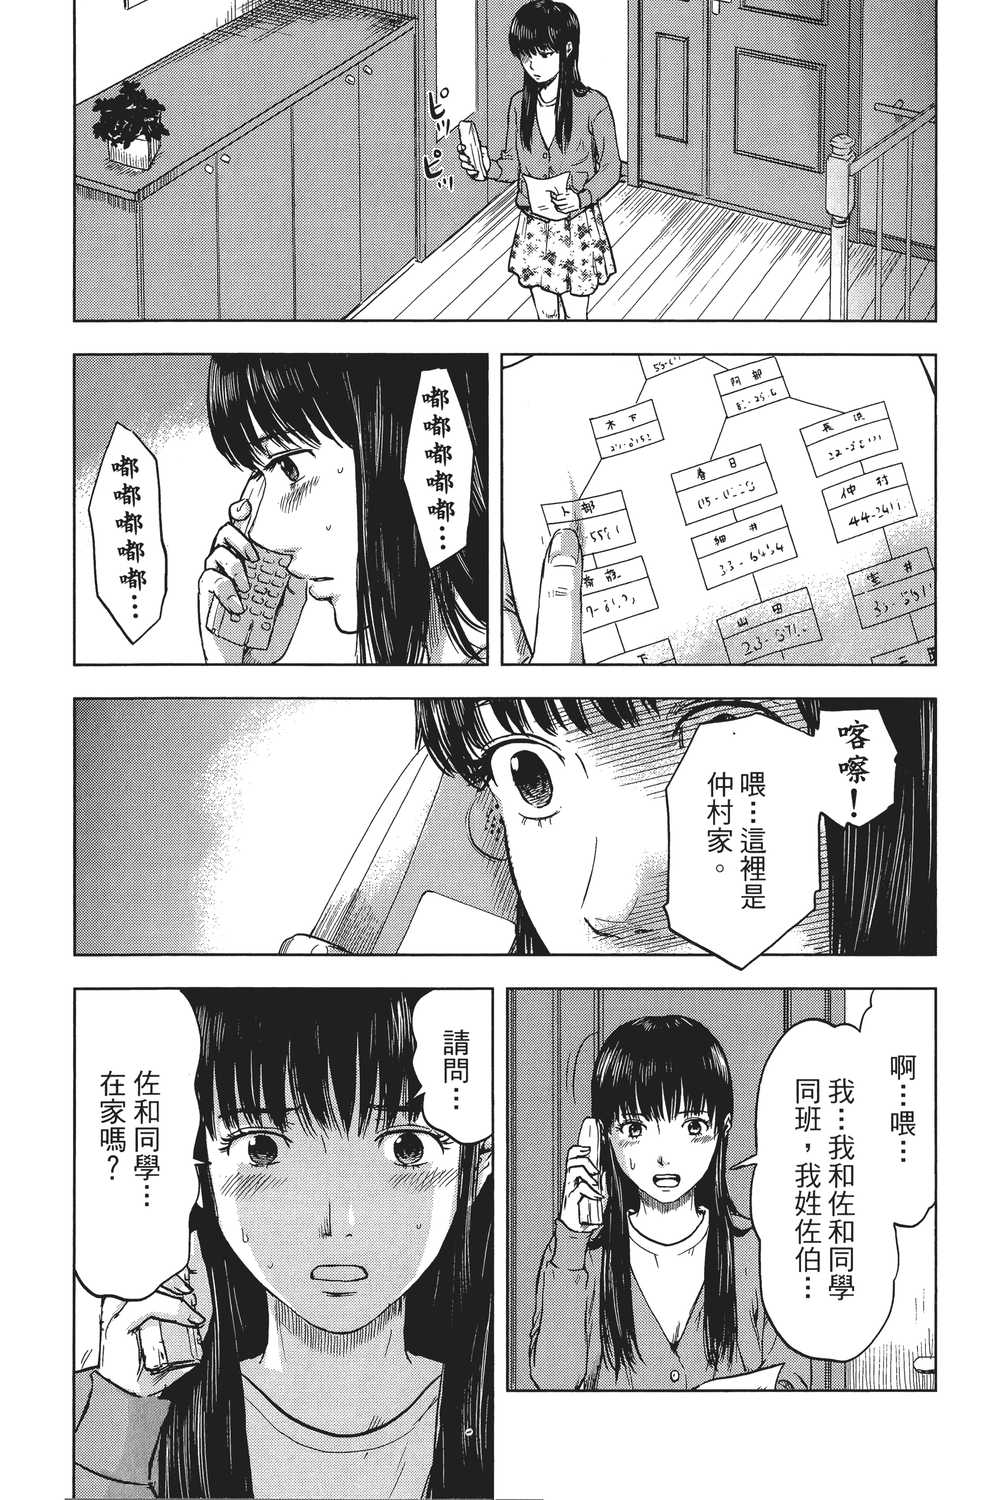 ピッ
ピッ
阿部
木下
長浜
春日
仲村
44-2411
細井
山田
嘟嘟嘟嘟嘟…
嘟嘟嘟嘟嘟…
喀嚓！
喂…這裡是
仲村家。
啊…喂…
我…我和佐和同學
同班，我姓佐伯…
請問…
佐和同學…
在家嗎？